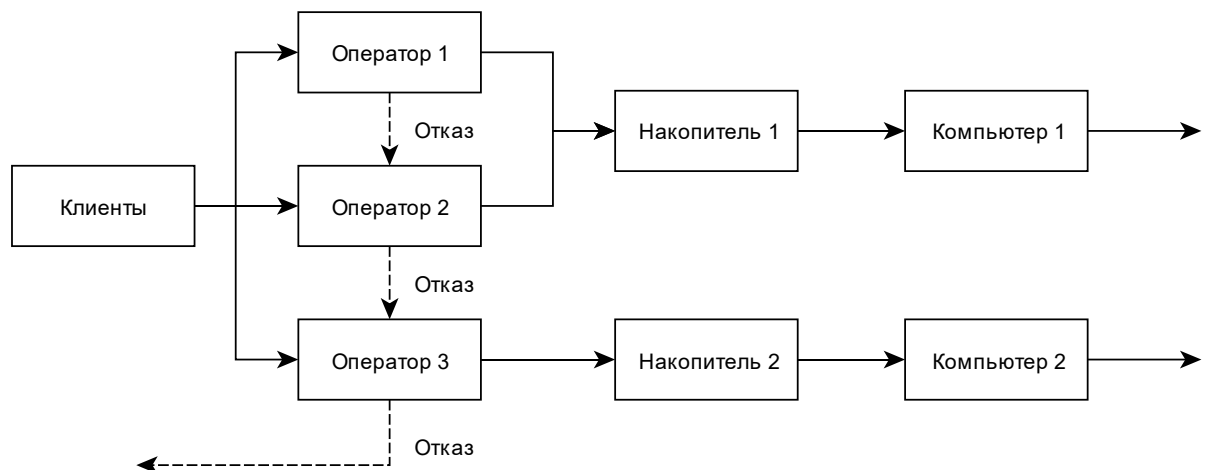 Оператор 1
Отказ
Накопитель 1
Компьютер 1
Клиенты
Оператор 2
Отказ
Оператор 3
Накопитель 2
Компьютер 2
Отказ